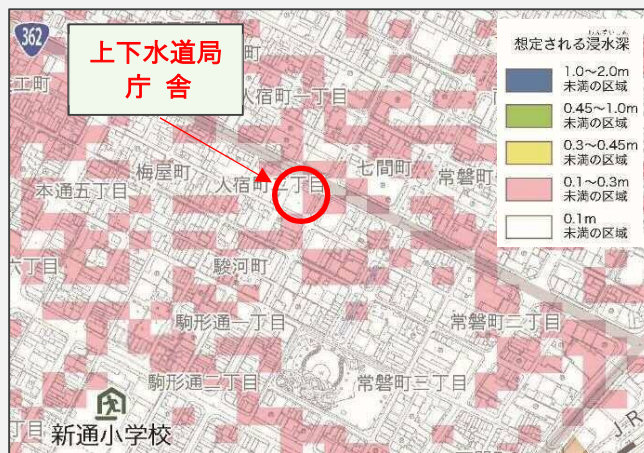 362
上下水道局
庁 舎
想定される浸水深
1.0~2.0m
未満の区域
0.45~1.0m
未満の区域
0.3~0.45m
未満の区域
0.1~0.3m
未満の区域
0.1m
未満の区域
人宿町一丁目
梅屋町
人宿町二丁目
七間町
常磐町
本通五丁目
六丁目
駿河町
駒形通一丁目
常磐町二丁目
駒形通二丁目
常磐町三丁目
新通小学校
丁目
JR